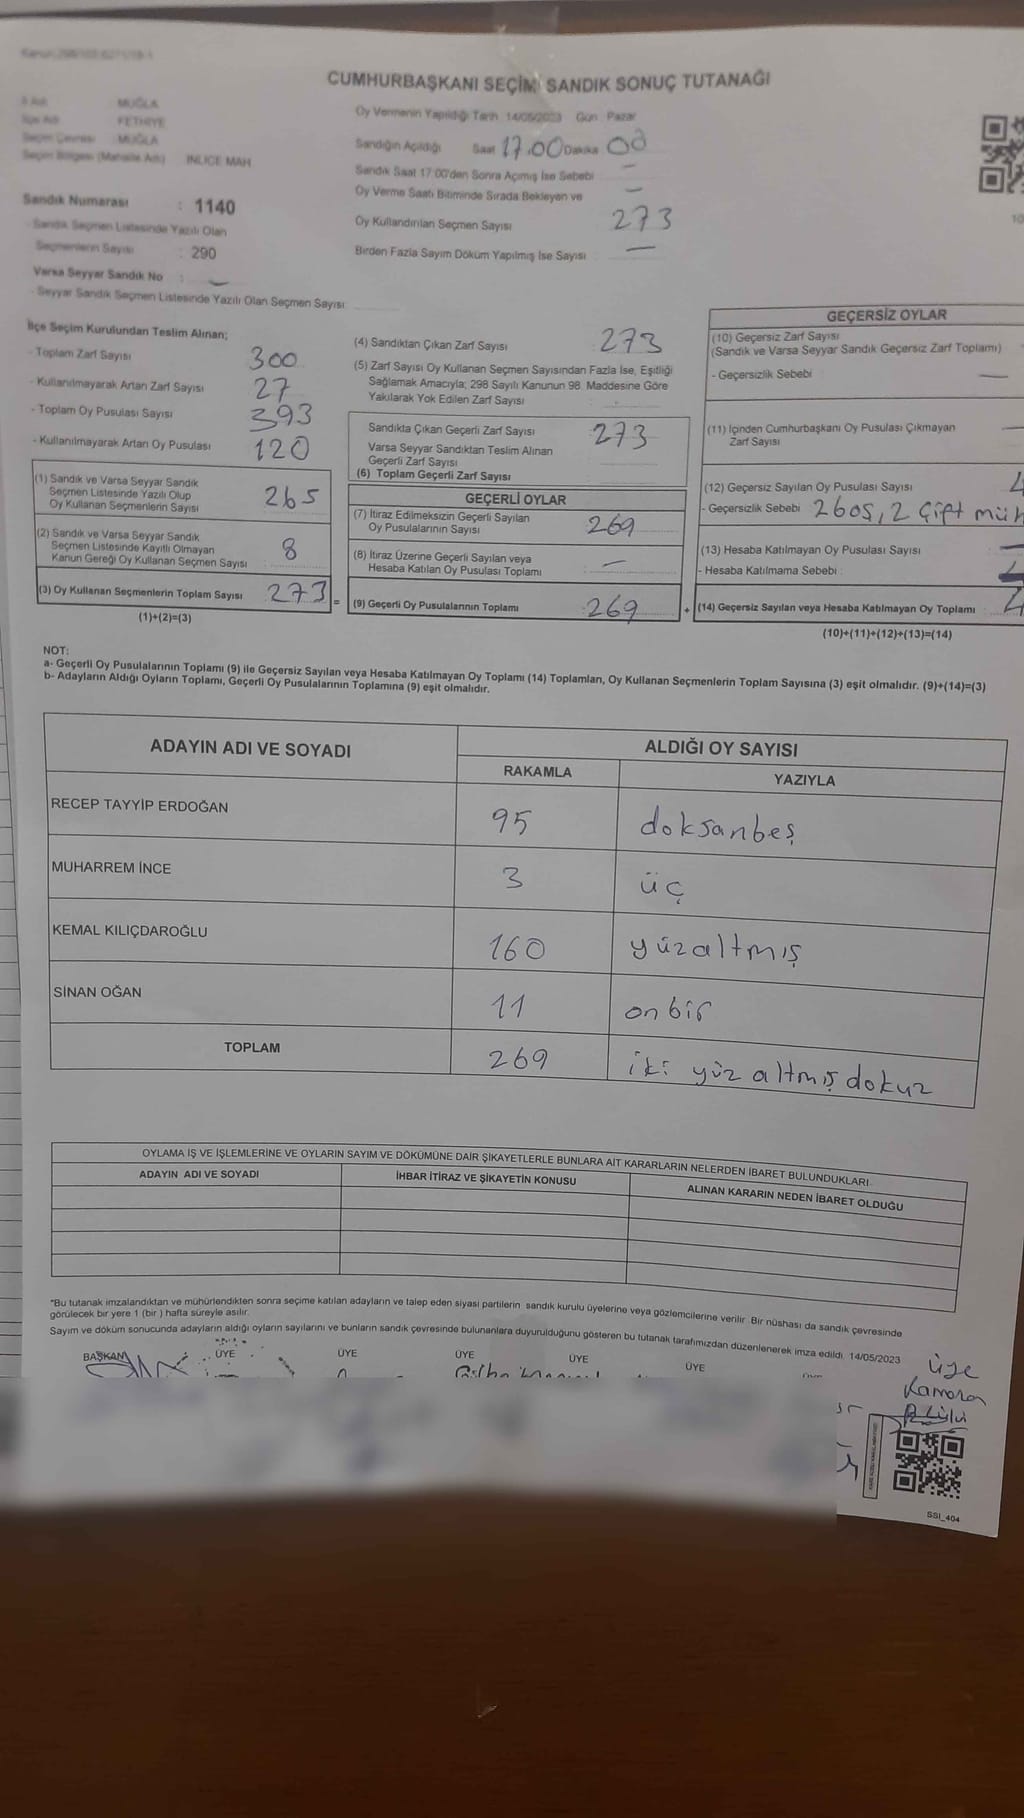 CUMHURBAŞKANI SEÇİMİ SANDIK SONUÇ TUTANAĞI
İli Adı MUĞLA
İlçe Adı FETHİYE
Seçim Çevresi MUĞLA
Seçim Bölgesi (Mahalle Adı) INLICE MAH
Sandık Numarası : 1140
- Sandık Seçmen Listesinde Yazılı Olan
Seçmenlerin Sayısı : 290
Varsa Seyyar Sandık No : —
- Seyyar Sandık Seçmen Listesinde Yazılı Olan Seçmen Sayısı
Oy Vermenin Yapıldığı Tarih 14/05/2023 Gün Pazar
Sandığın Açıldığı Saat 17.00 Dakika 00
Sandık Saat 17:00'den Sonra Açımış İse Sebebi —
Oy Verme Saati Bitiminde Sırada Bekleyen ve —
Oy Kullandırılan Seçmen Sayısı 273
Birden Fazla Sayım Döküm Yapılmış İse Sayısı —
İlçe Seçim Kurulundan Teslim Alınan;
- Toplam Zarf Sayısı 300
- Kullanılmayarak Artan Zarf Sayısı 27
- Toplam Oy Pusulası Sayısı 393
- Kullanılmayarak Artan Oy Pusulası 120
(1) Sandık ve Varsa Seyyar Sandık
Seçmen Listesinde Yazılı Olup
Oy Kullanan Seçmenlerin Sayısı 265
(2) Sandık ve Varsa Seyyar Sandık
Seçmen Listesinde Kayıtlı Olmayan
Kanun Gereği Oy Kullanan Seçmen Sayısı 8
(3) Oy Kullanan Seçmenlerin Toplam Sayısı 273 =
(1)+(2)=(3)
(4) Sandıktan Çıkan Zarf Sayısı 273
(5) Zarf Sayısı Oy Kullanan Seçmen Sayısından Fazla İse, Eşitliği
Sağlamak Amacıyla; 298 Sayılı Kanunun 98. Maddesine Göre
Yakılarak Yok Edilen Zarf Sayısı
Sandıkta Çıkan Geçerli Zarf Sayısı 273
Varsa Seyyar Sandıktan Teslim Alınan
Geçerli Zarf Sayısı
(6) Toplam Geçerli Zarf Sayısı
GEÇERLİ OYLAR
(7) İtiraz Edilmeksizin Geçerli Sayılan
Oy Pusulalarının Sayısı 269
(8) İtiraz Üzerine Geçerli Sayılan veya
Hesaba Katılan Oy Pusulası Toplamı —
(9) Geçerli Oy Pusulalarının Toplamı 269 +
GEÇERSİZ OYLAR
(10) Geçersiz Zarf Sayısı
(Sandık ve Varsa Seyyar Sandık Geçersiz Zarf Toplamı)
- Geçersizlik Sebebi —
(11) İçinden Cumhurbaşkanı Oy Pusulası Çıkmayan
Zarf Sayısı —
(12) Geçersiz Sayılan Oy Pusulası Sayısı 4
- Geçersizlik Sebebi 2 Boş, 2 Çift müh
(13) Hesaba Katılmayan Oy Pusulası Sayısı —
- Hesaba Katılmama Sebebi :
(14) Geçersiz Sayılan veya Hesaba Katılmayan Oy Toplamı 4
(10)+(11)+(12)+(13)=(14)
NOT:
a- Geçerli Oy Pusulalarının Toplamı (9) ile Geçersiz Sayılan veya Hesaba Katılmayan Oy Toplamı (14) Toplamları, Oy Kullanan Seçmenlerin Toplam Sayısına (3) eşit olmalıdır. (9)+(14)=(3)
b- Adayların Aldığı Oyların Toplamı, Geçerli Oy Pusulalarının Toplamına (9) eşit olmalıdır.
ADAYIN ADI VE SOYADI ALDIĞI OY SAYISI
RAKAMLA YAZIYLA
RECEP TAYYİP ERDOĞAN 95 doksanbeş
MUHARREM İNCE 3 üç
KEMAL KILIÇDAROĞLU 160 yüzaltmış
SİNAN OĞAN 11 onbir
TOPLAM 269 iki yüz altmış dokuz
OYLAMA İŞ VE İŞLEMLERİNE VE OYLARIN SAYIM VE DÖKÜMÜNE DAİR ŞİKAYETLERLE BUNLARA AİT KARARLARIN NELERDEN İBARET BULUNDUKLARI
ADAYIN ADI VE SOYADI İHBAR İTİRAZ VE ŞİKAYETİN KONUSU ALINAN KARARIN NEDEN İBARET OLDUĞU
*Bu tutanak imzalandıktan ve mühürlendikten sonra seçime katılan adayların ve talep eden siyasi partilerin sandık kurulu üyelerine veya gözlemcilerine verilir. Bir nüshası da sandık çevresinde
görülecek bir yere 1 (bir) hafta süreyle asılır.
Sayım ve döküm sonucunda adayların aldığı oyların sayılarını ve bunların sandık çevresinde bulunanlara duyurulduğunu gösteren bu tutanak tarafımızdan düzenlenerek imza edildi. 14/05/2023
BAŞKAN ÜYE ÜYE ÜYE ÜYE ÜYE
üye
Kamoran
SSI_404